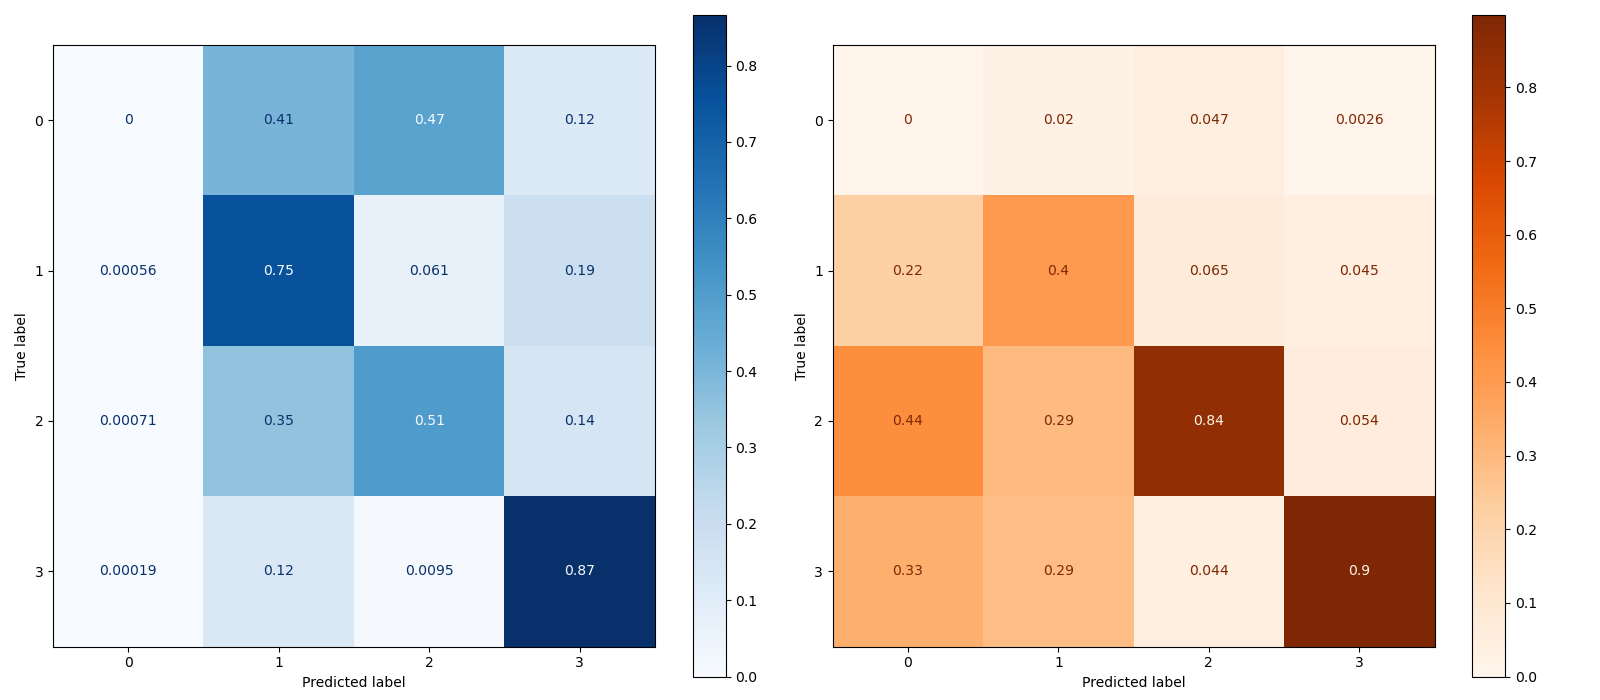 0 0.41 0.47 0.12
0.00056 0.75 0.061 0.19
0.00071 0.35 0.51 0.14
0.00019 0.12 0.0095 0.87
0
1
2
3
True label
0 1 2 3
Predicted label
0.8
0.7
0.6
0.5
0.4
0.3
0.2
0.1
0.0
0 0.02 0.047 0.0026
0.22 0.4 0.065 0.045
0.44 0.29 0.84 0.054
0.33 0.29 0.044 0.9
0
1
2
3
True label
0 1 2 3
Predicted label
0.8
0.7
0.6
0.5
0.4
0.3
0.2
0.1
0.0